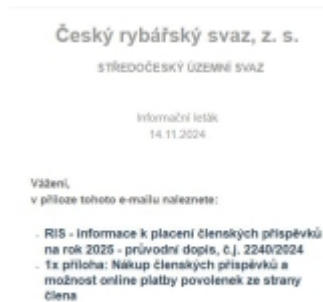 Český rybářský svaz, z. s.
STŘEDOČESKÝ ÚZEMNÍ SVAZ
Informační leták
14.11.2024
Vážení,
v příloze tohoto e-mailu naleznete:
- RIS - Informace k placení členských příspěvků
na rok 2025 - průvodní dopis, č.j. 2240/2024
- 1x příloha: Nákup členských příspěvků a
možnost online platby povolenek ze strany
člena